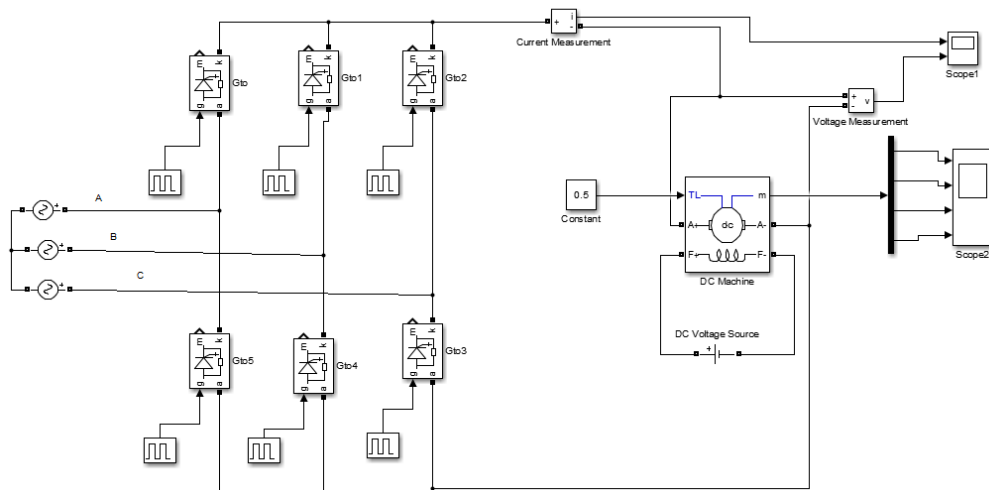 Current Measurement
+
i
-
Scope1
m
k
g
a
Gto
m
k
g
a
Gto1
m
k
g
a
Gto2
+
-
v
Voltage Measurement
A
+
B
+
C
+
0.5
Constant
TL
m
A+
dc
A-
F+
F-
DC Machine
Scope2
DC Voltage Source
+
m
k
g
a
Gto5
m
k
g
a
Gto4
m
k
g
a
Gto3